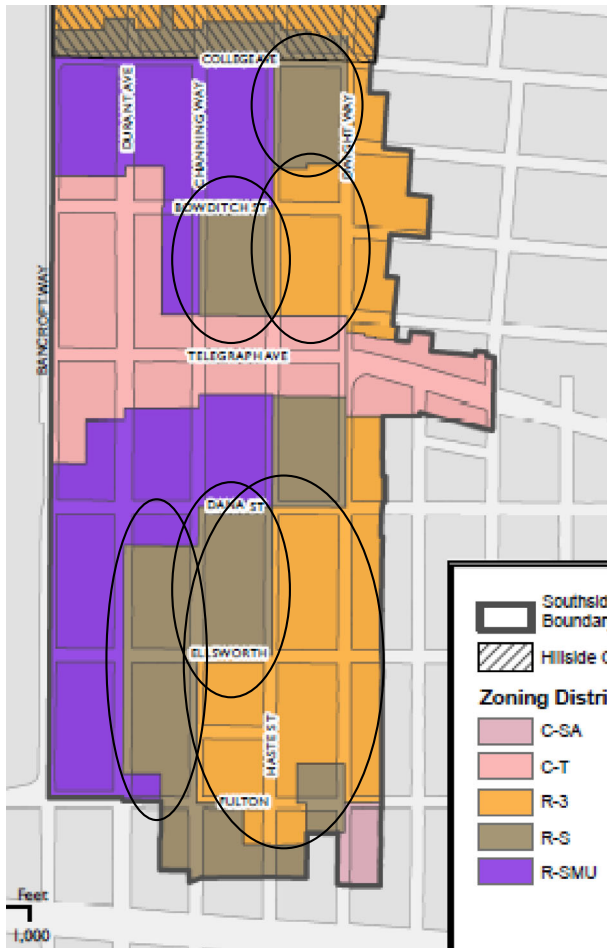 COLLEGE AVE
DURANT AVE
CHANNING WAY
DWIGHT WAY
BOWDITCH ST
BANCROFT WAY
TELEGRAPH AVE
DANA ST
ELLSWORTH
HASTE ST
FULTON
Feet
1,000
Southsid
Boundar
Hillside O
Zoning Distri
C-SA
C-T
R-3
R-S
R-SMU